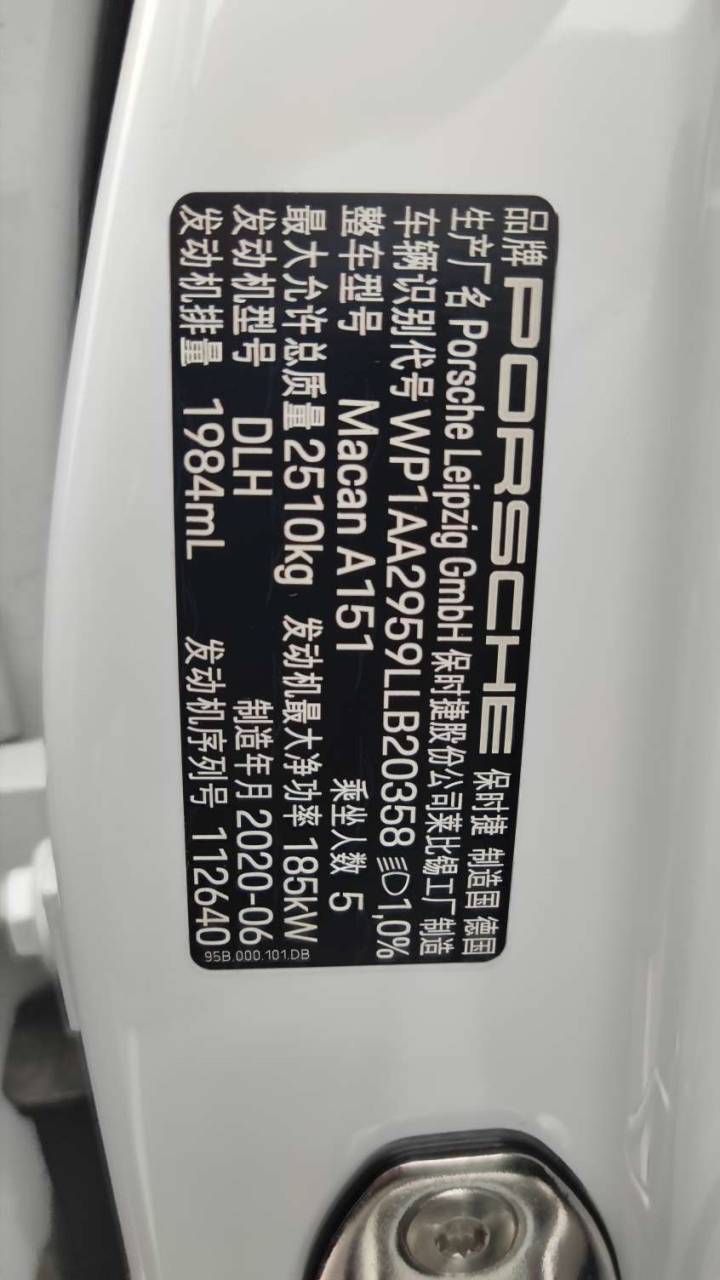 品牌 PORSCHE 保时捷 制造国 德国
生产厂名 Porsche Leipzig GmbH 保时捷股份公司莱比锡工厂 制造
车辆识别代号 WP1AA2959LLB20358 1,0%
整车型号 Macan A151 乘坐人数 5
最大允许总质量 2510kg 发动机最大净功率 185kW
发动机型号 DLH 制造年月 2020-06
发动机排量 1984mL 发动机序列号 112640
95B.000.101.DB